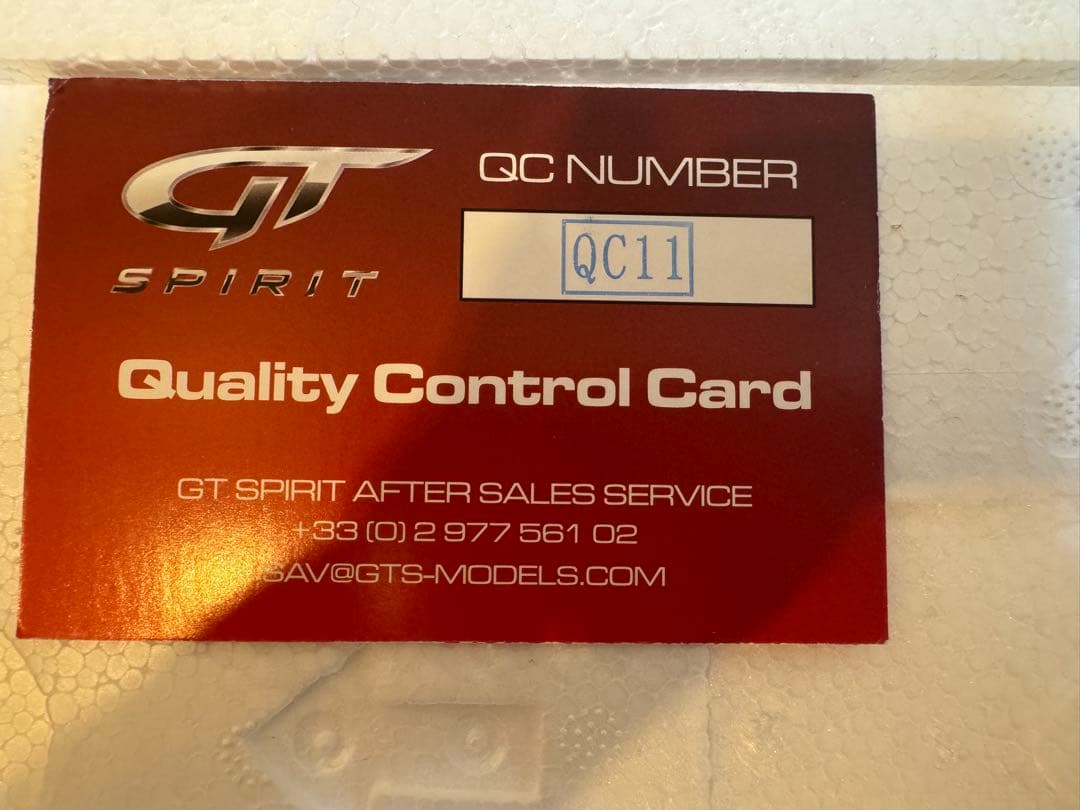 GT
SPIRIT
QC NUMBER
QC11
Quality Control Card
GT SPIRIT AFTER SALES SERVICE
+33 (0) 2 977 561 02
SAV@GTS-MODELS.COM